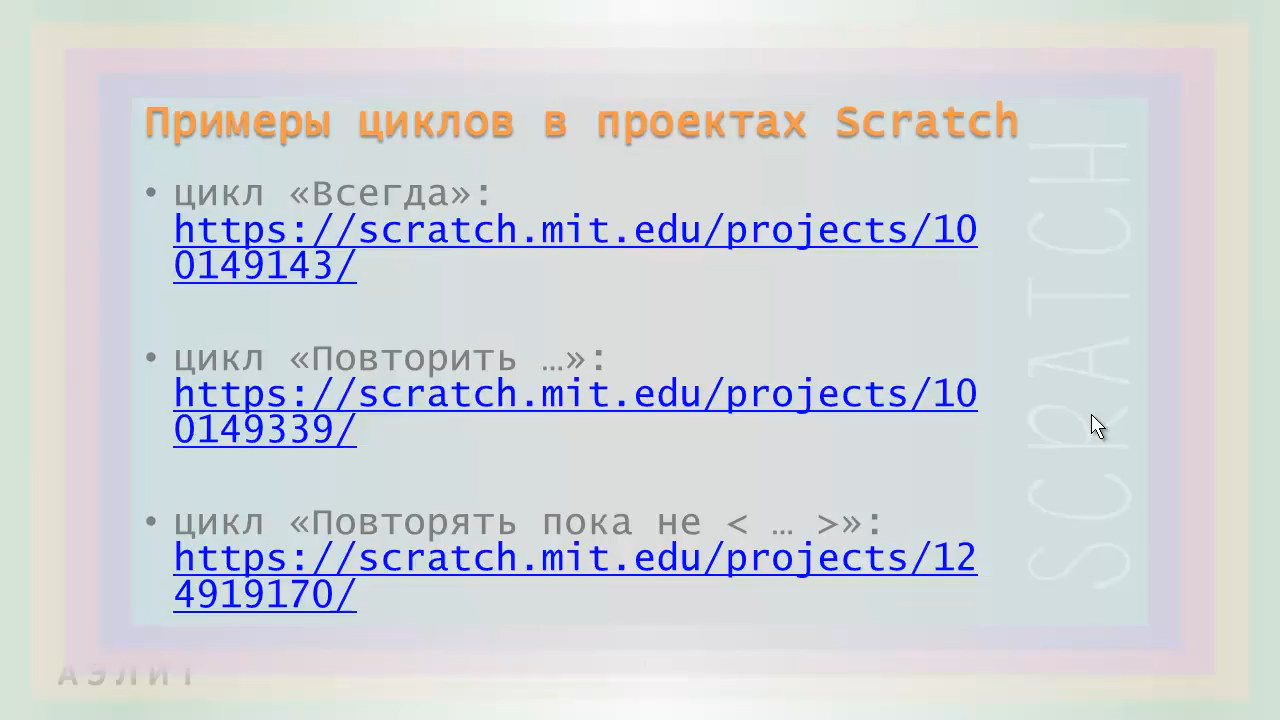 Примеры циклов в проектах Scratch
• цикл «Всегда»:
https://scratch.mit.edu/projects/10
0149143/
• цикл «Повторить …»:
https://scratch.mit.edu/projects/10
0149339/
• цикл «Повторять пока не < … >»:
https://scratch.mit.edu/projects/12
4919170/
SCRATCH